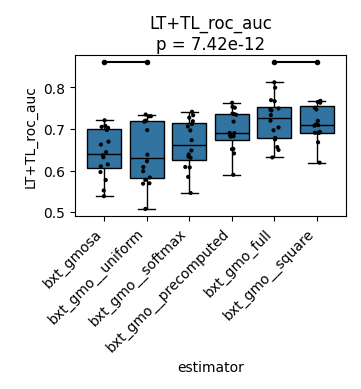 LT+TL_roc_auc
p = 7.42e-12
LT+TL_roc_auc
0.8
0.7
0.6
0.5
bxt_gmosa
bxt_gmo__uniform
bxt_gmo__softmax
bxt_gmo__precomputed
bxt_gmo_full
bxt_gmo__square
estimator